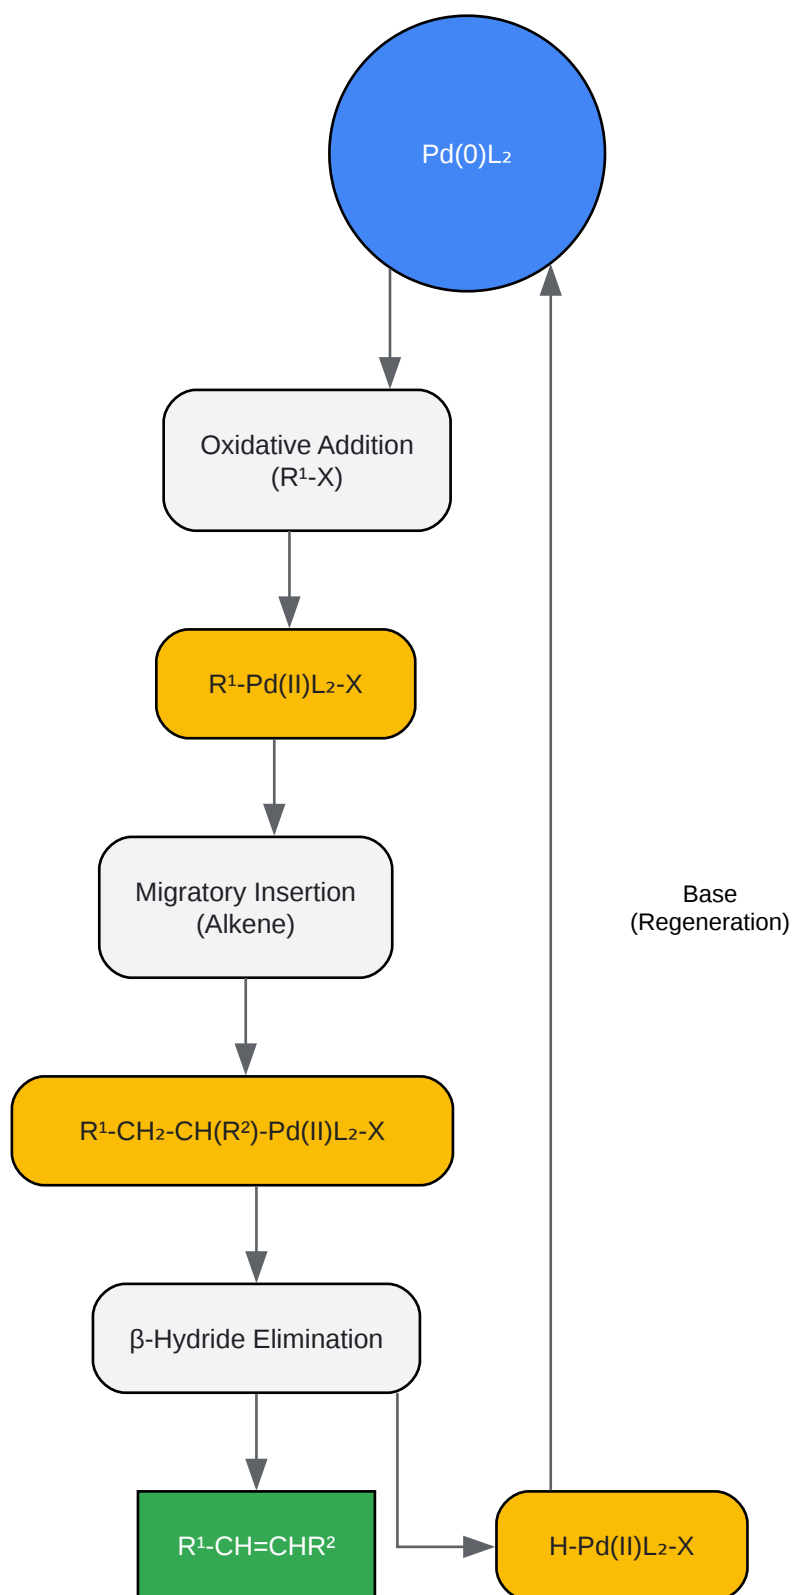 Pd(0)L₂
Oxidative Addition
(R¹-X)
R¹-Pd(II)L₂-X
Migratory Insertion
(Alkene)
Base
(Regeneration)
R¹-CH₂-CH(R²)-Pd(II)L₂-X
β-Hydride Elimination
R¹-CH=CHR²
H-Pd(II)L₂-X